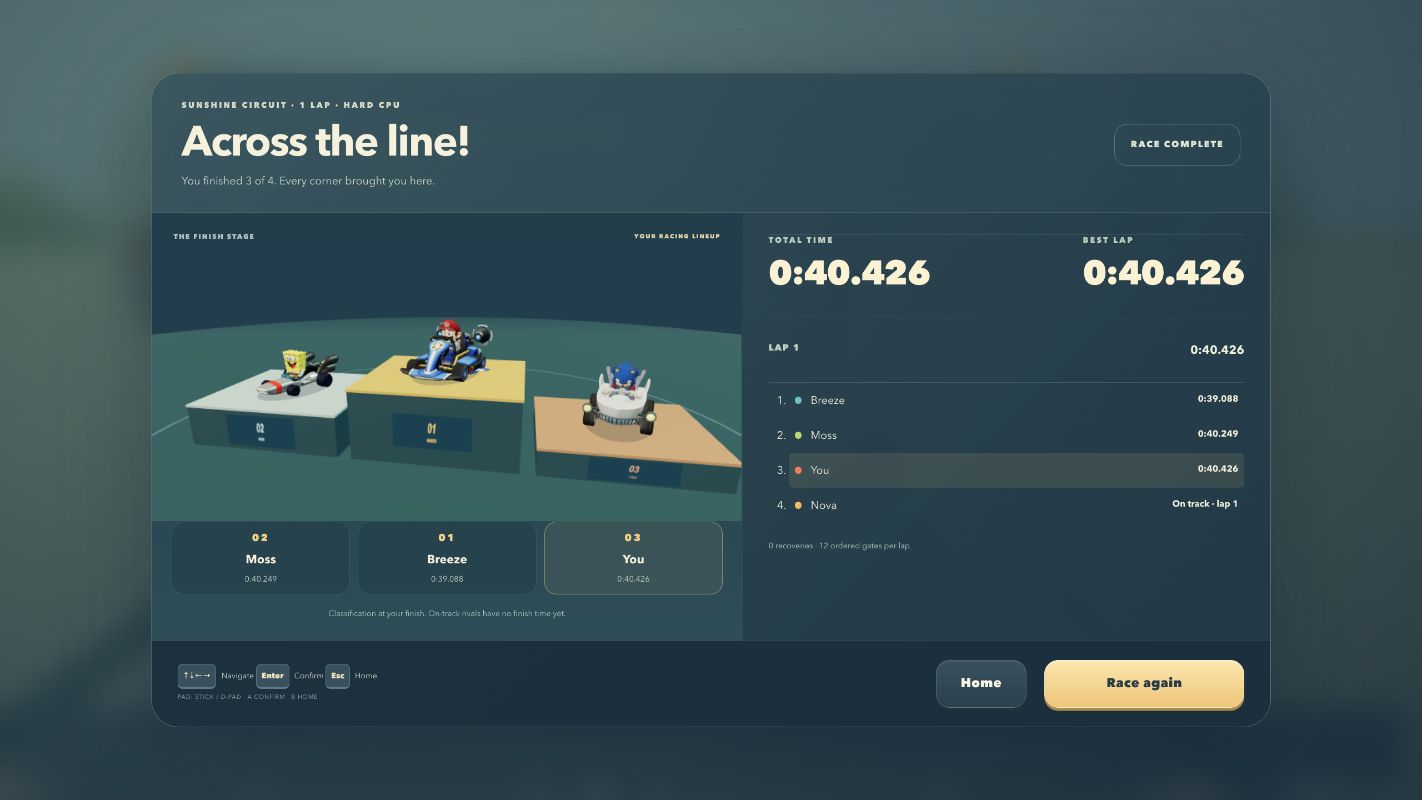 SUNSHINE CIRCUIT · 1 LAP · HARD CPU
Across the line!
You finished 3 of 4. Every corner brought you here.
RACE COMPLETE
THE FINISH STAGE
YOUR RACING LINEUP
02
01
03
02
Moss
0:40.249
01
Breeze
0:39.088
03
You
0:40.426
Classification at your finish. On-track rivals have no finish time yet.
TOTAL TIME
0:40.426
BEST LAP
0:40.426
LAP 1 0:40.426
1. Breeze 0:39.088
2. Moss 0:40.249
3. You 0:40.426
4. Nova On track · lap 1
0 recoveries · 12 ordered gates per lap
↑↓←→ Navigate Enter Confirm Esc Home
PAD: STICK / D-PAD · A CONFIRM · B HOME
Home
Race again